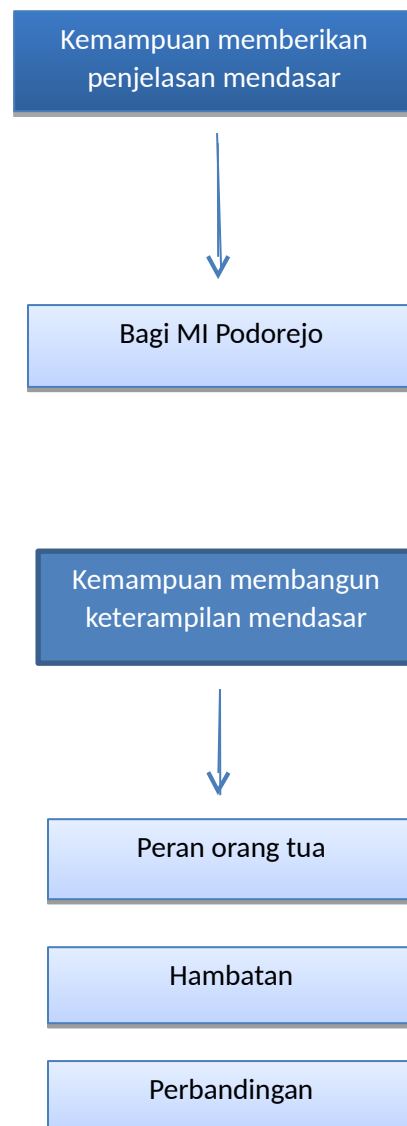 Kemampuan memberikan
penjelasan mendasar
Bagi MI Podorejo
Kemampuan membangun
keterampilan mendasar
Peran orang tua
Hambatan
Perbandingan